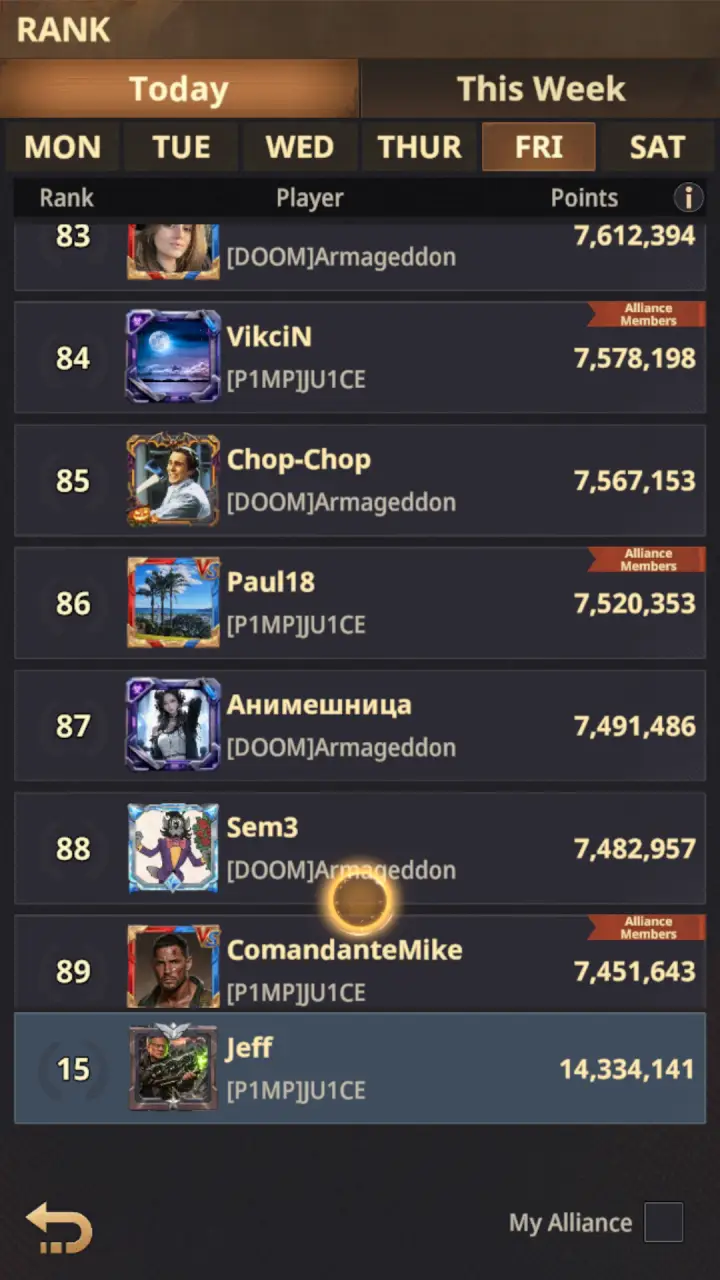 RANK
Today
This Week
MON
TUE
WED
THUR
FRI
SAT
Rank
Player
Points
83
[DOOM]Armageddon
7,612,394
84
VikciN
[P1MP]JU1CE
Alliance
Members
7,578,198
85
Chop-Chop
[DOOM]Armageddon
7,567,153
86
VS
Paul18
[P1MP]JU1CE
Alliance
Members
7,520,353
87
Анимешница
[DOOM]Armageddon
7,491,486
88
Sem3
[DOOM]Armageddon
7,482,957
89
VS
ComandanteMike
[P1MP]JU1CE
Alliance
Members
7,451,643
15
Jeff
[P1MP]JU1CE
14,334,141
My Alliance